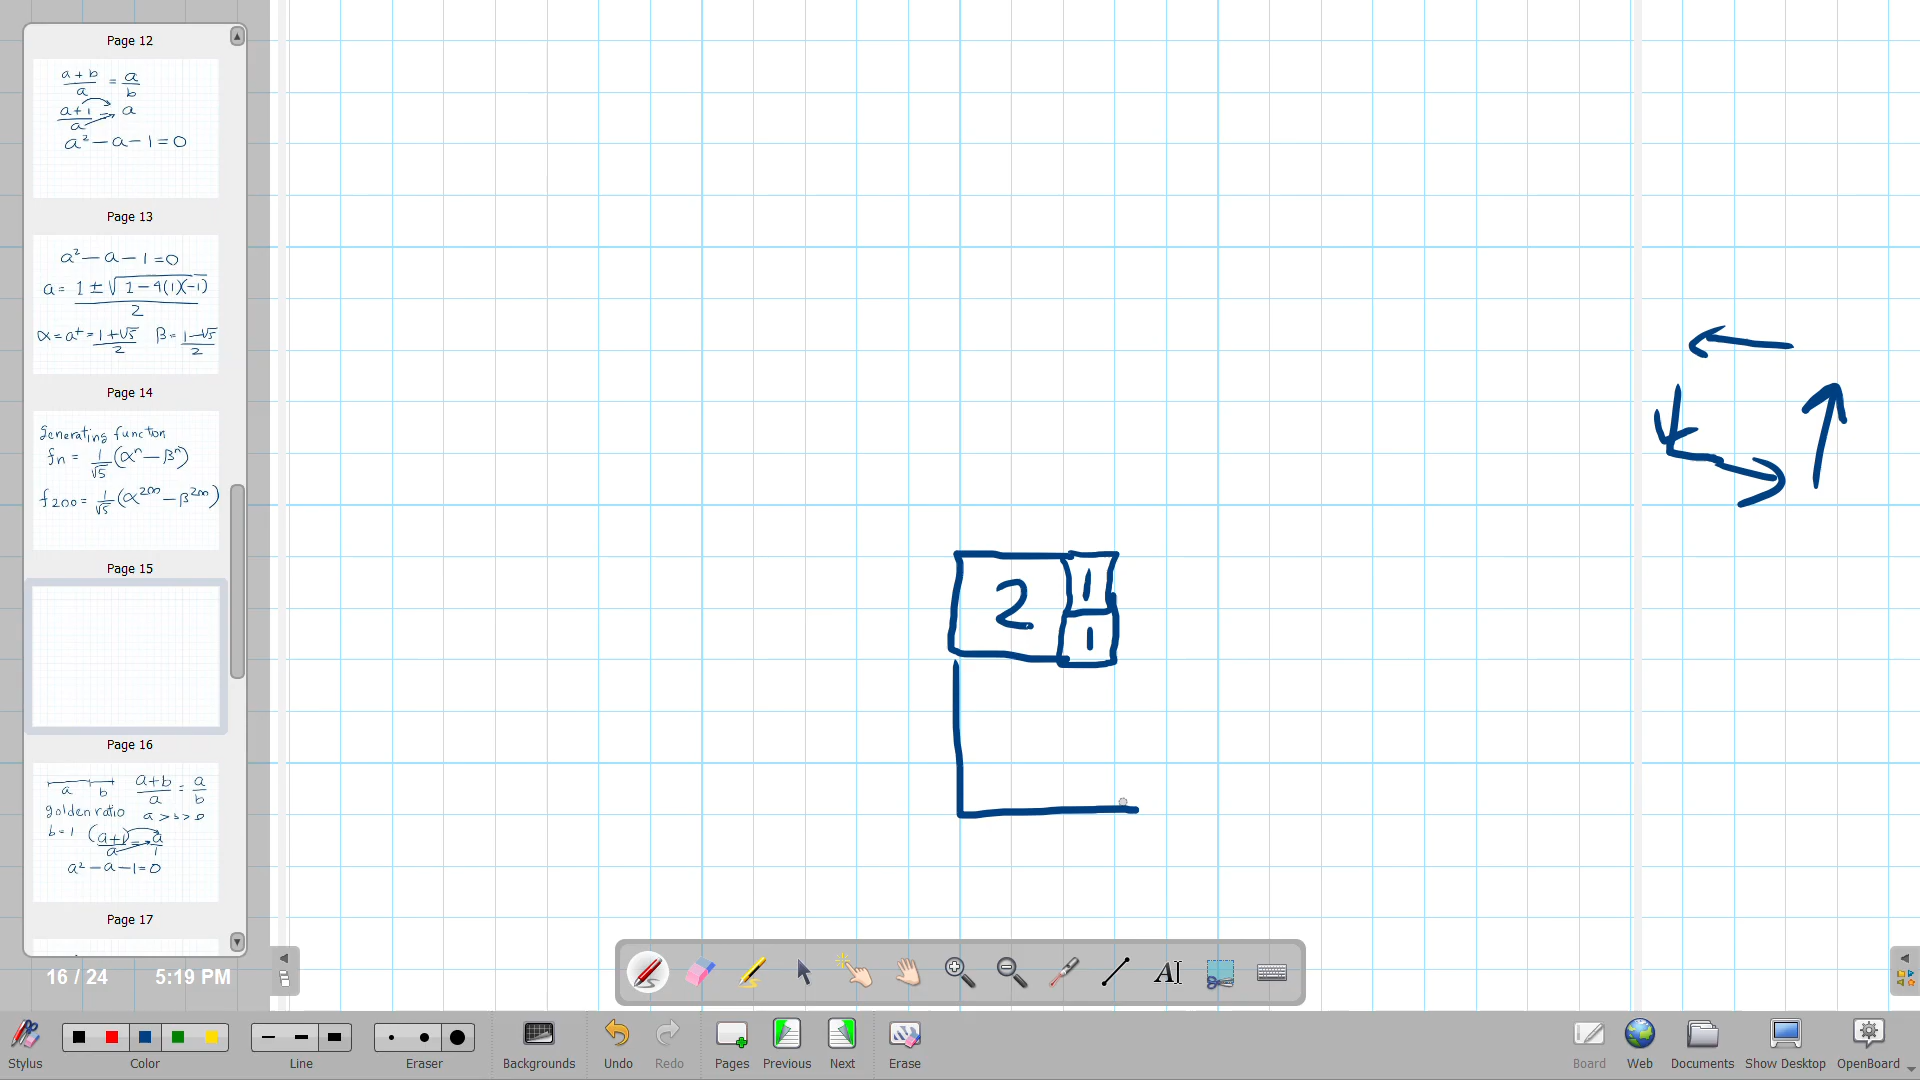 Page 12
a + b / a = a / b
a + 1 / a = a
a² - a - 1 = 0
Page 13
a² - a - 1 = 0
a = 1 ± √1 - 4(1)(-1) / 2
α = a⁺ = 1 + √5 / 2 β = 1 - √5 / 2
Page 14
generating functon
fn = 1/√5 (αⁿ - βⁿ)
f200 = 1/√5 (α²⁰⁰ - β²⁰⁰)
Page 15
Page 16
a b a+b / a = a / b
golden ratio a > b > 0
b = 1 (a+1) / a = a / 1
a² - a - 1 = 0
Page 17
16 / 24 5:19 PM
2 1
1
Stylus Color Line Eraser Backgrounds Undo Redo Pages Previous Next Erase Board Web Documents Show Desktop OpenBoard